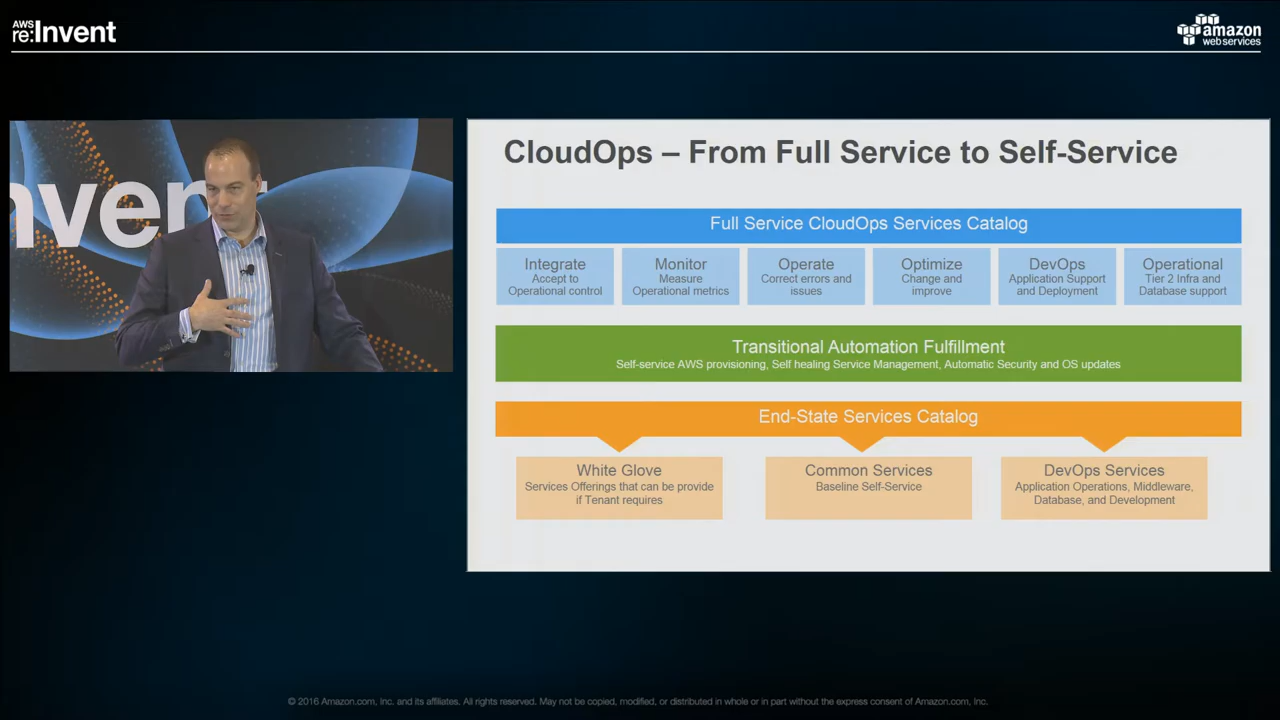 AWS
re:Invent
amazon
web services
nven
CloudOps – From Full Service to Self-Service
Full Service CloudOps Services Catalog
Integrate
Accept to
Operational control
Monitor
Measure
Operational metrics
Operate
Correct errors and
issues
Optimize
Change and
improve
DevOps
Application Support
and Deployment
Operational
Tier 2 Infra and
Database support
Transitional Automation Fulfillment
Self-service AWS provisioning, Self healing Service Management, Automatic Security and OS updates
End-State Services Catalog
White Glove
Services Offerings that can be provide
if Tenant requires
Common Services
Baseline Self-Service
DevOps Services
Application Operations, Middleware,
Database, and Development
© 2016 Amazon.com, Inc. and its affiliates. All rights reserved. May not be copied, modified, or distributed in whole or in part without the express consent of Amazon.com, Inc.